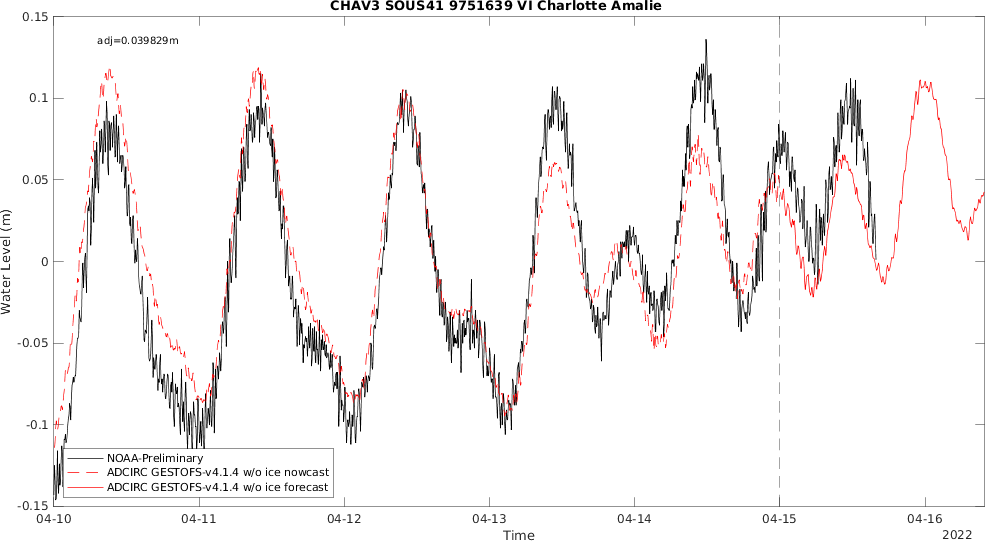 CHAV3 SOUS41 9751639 VI Charlotte Amalie
adj=0.039829m
0.15
0.1
0.05
0
-0.05
-0.1
-0.15
Water Level (m)
NOAA-Preliminary
ADCIRC GESTOFS-v4.1.4 w/o ice nowcast
ADCIRC GESTOFS-v4.1.4 w/o ice forecast
04-10 04-11 04-12 04-13 04-14 04-15 04-16
Time
2022